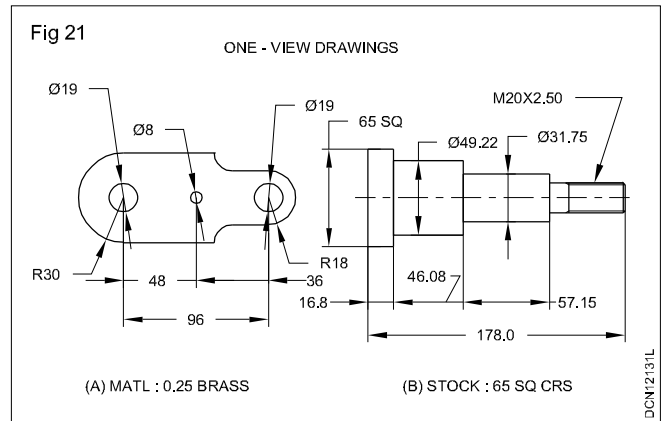 Fig 21
ONE - VIEW DRAWINGS
Ø19
Ø8
Ø19
R30
R18
48
36
96
(A) MATL : 0.25 BRASS
65 SQ
Ø49.22
Ø31.75
M20X2.50
16.8
46.08
57.15
178.0
(B) STOCK : 65 SQ CRS
DCN12131L